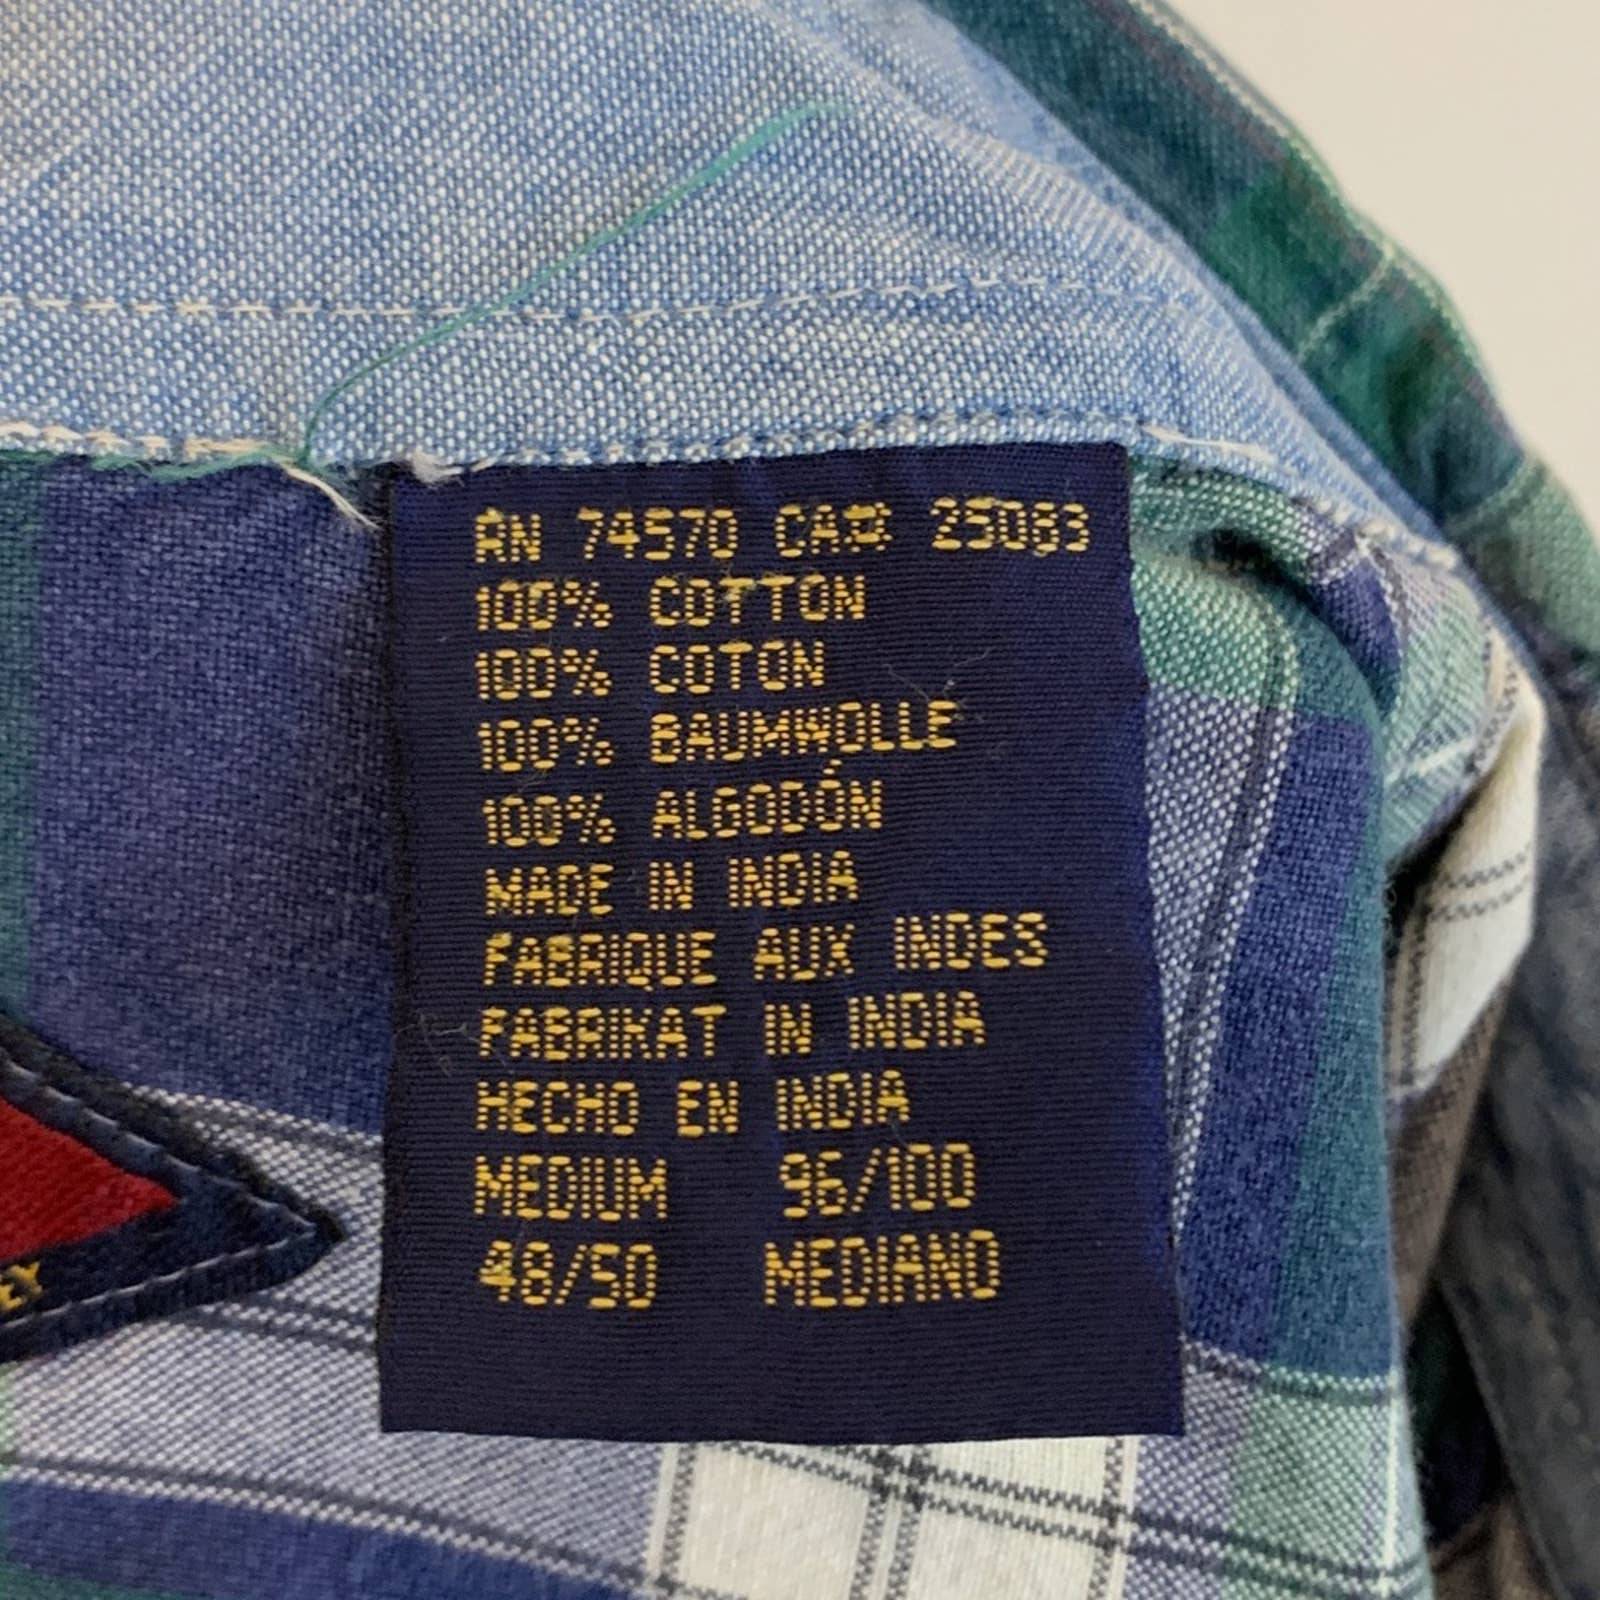 RN 74570 CA# 25083
100% COTTON
100% COTON
100% BAUMWOLLE
100% ALGODÓN
MADE IN INDIA
FABRIQUE AUX INDES
FABRIKAT IN INDIA
HECHO EN INDIA
MEDIUM 96/100
48/50 MEDIANO